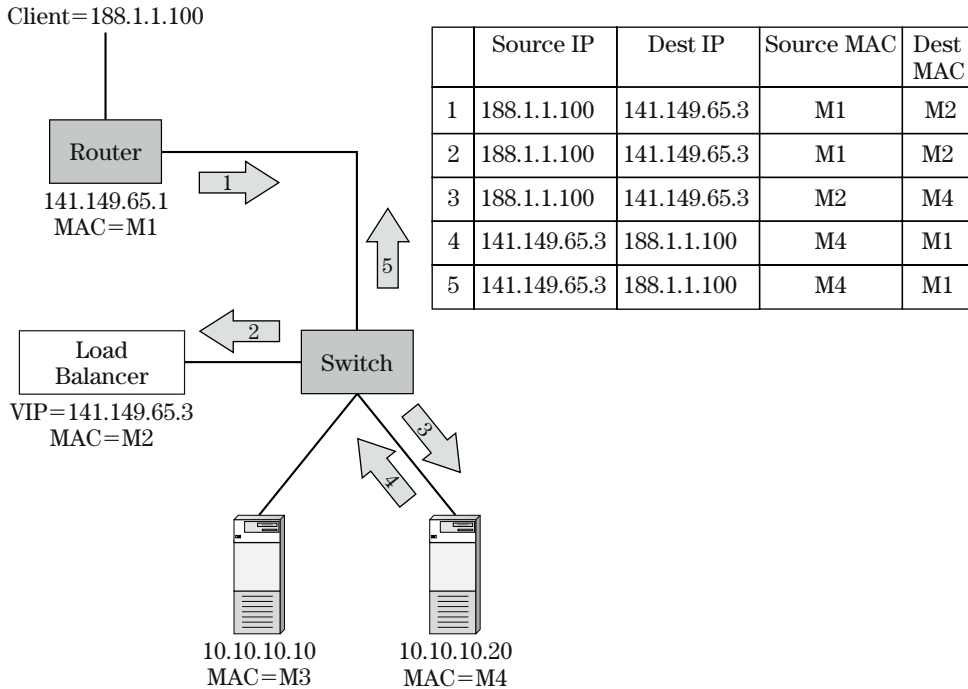 Client=188.1.1.100
Router
141.149.65.1
MAC=M1
1
5
2
Load
Balancer
VIP=141.149.65.3
MAC=M2
Switch
3
4
10.10.10.10
MAC=M3
10.10.10.20
MAC=M4
Source IP Dest IP Source MAC Dest
MAC
1 188.1.1.100 141.149.65.3 M1 M2
2 188.1.1.100 141.149.65.3 M1 M2
3 188.1.1.100 141.149.65.3 M2 M4
4 141.149.65.3 188.1.1.100 M4 M1
5 141.149.65.3 188.1.1.100 M4 M1